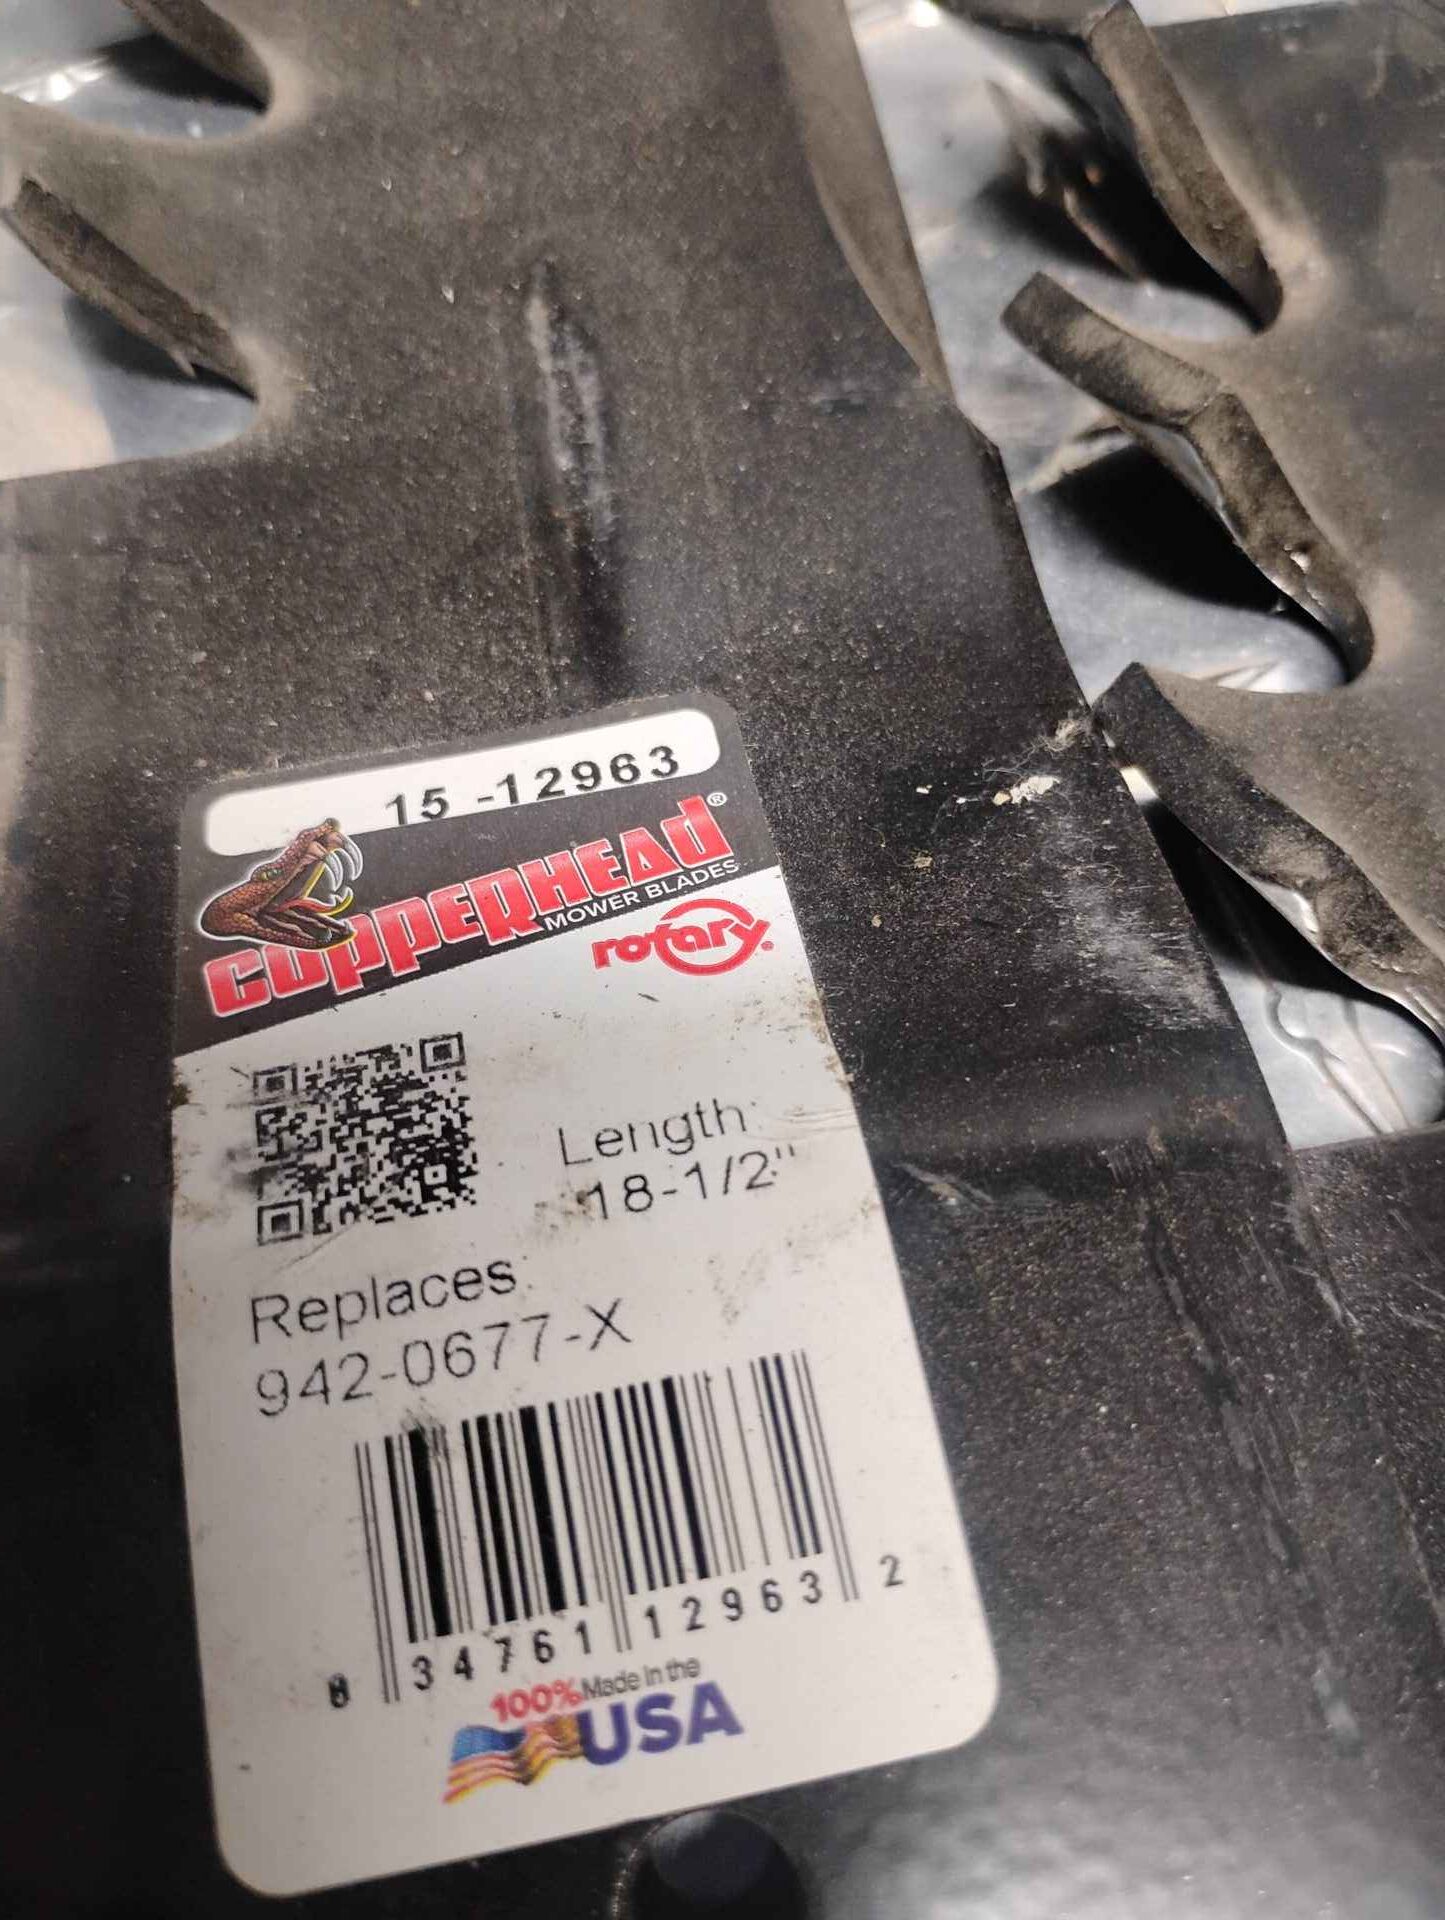 15 -12963
COPPERHEAD®
MOWER BLADES
rotary®
Length:
18-1/2"
Replaces:
942-0677-X
8 34761 12963 2
100% Made in the
USA